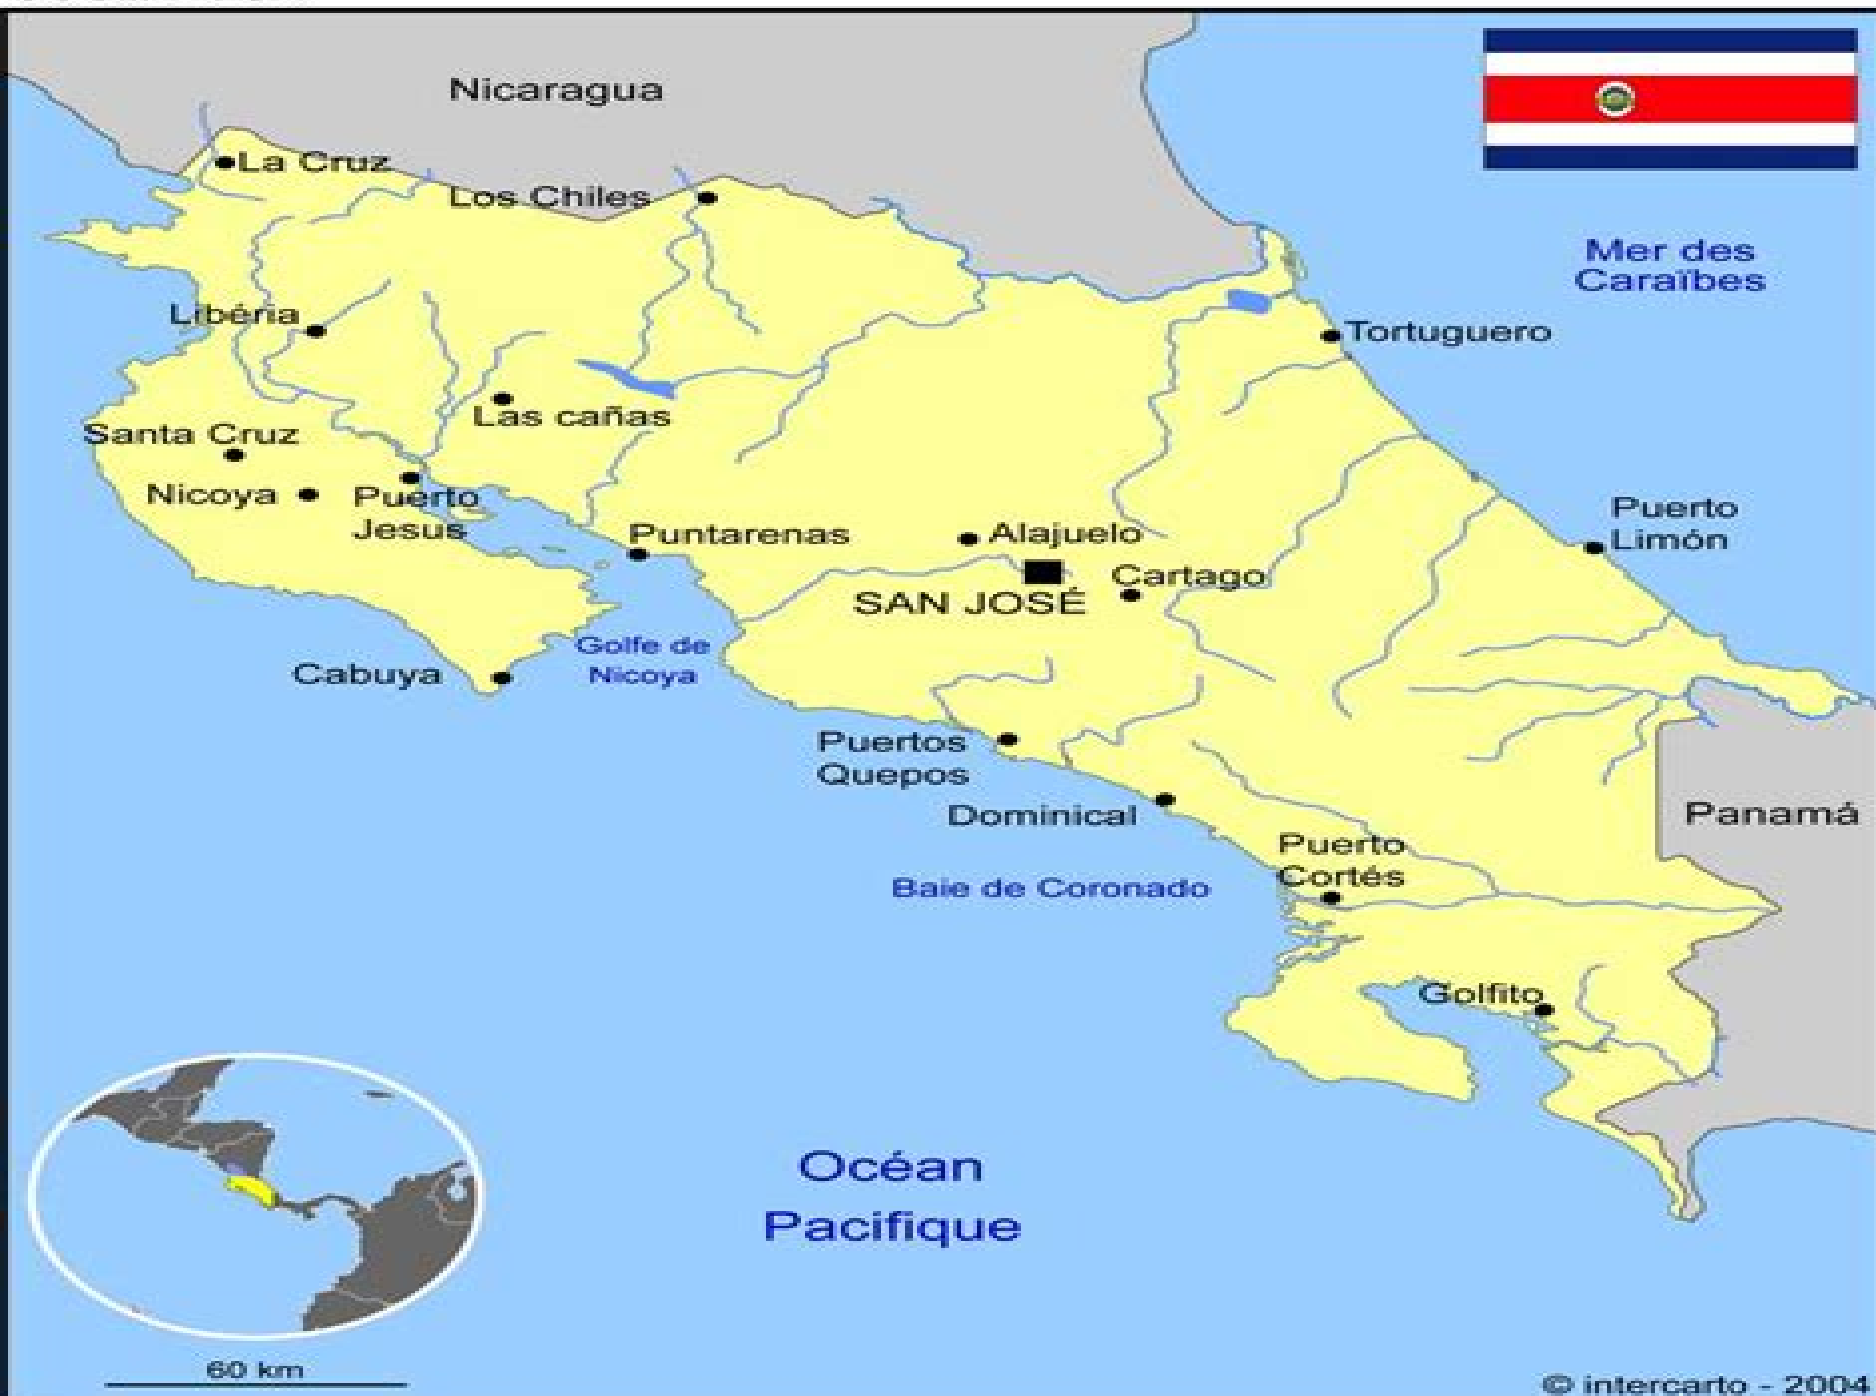 Nicaragua
La Cruz
Los Chiles
Mer des
Caraïbes
Libéria
Tortuguero
Las cañas
Santa Cruz
Nicoya
Puerto
Jesus
Puntarenas
Alajuelo
Puerto
Limón
Cartago
SAN JOSÉ
Golfe de
Nicoya
Cabuya
Puertos
Quepos
Dominical
Panamá
Puerto
Cortés
Baie de Coronado
Golfito
Océan
Pacifique
60 km
© intercarto - 2004